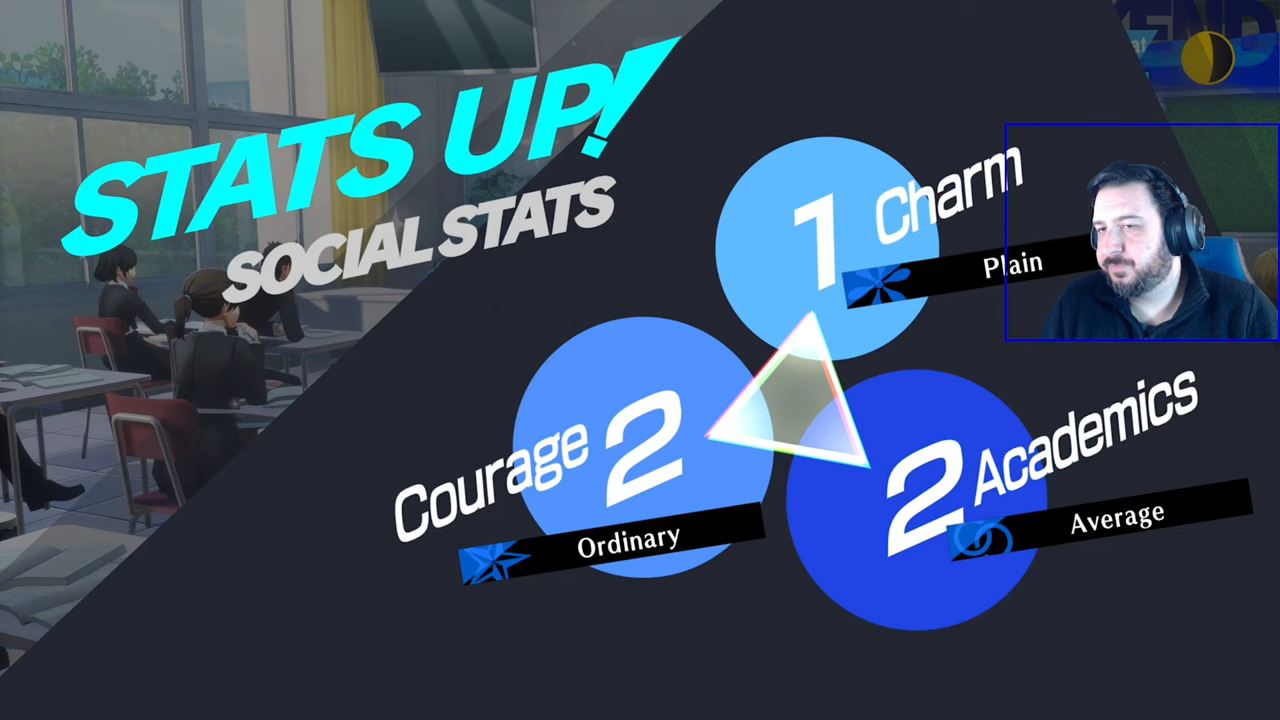 STATS UP!
SOCIAL STATS
1 Charm
Plain
Courage 2
Ordinary
2 Academics
Average